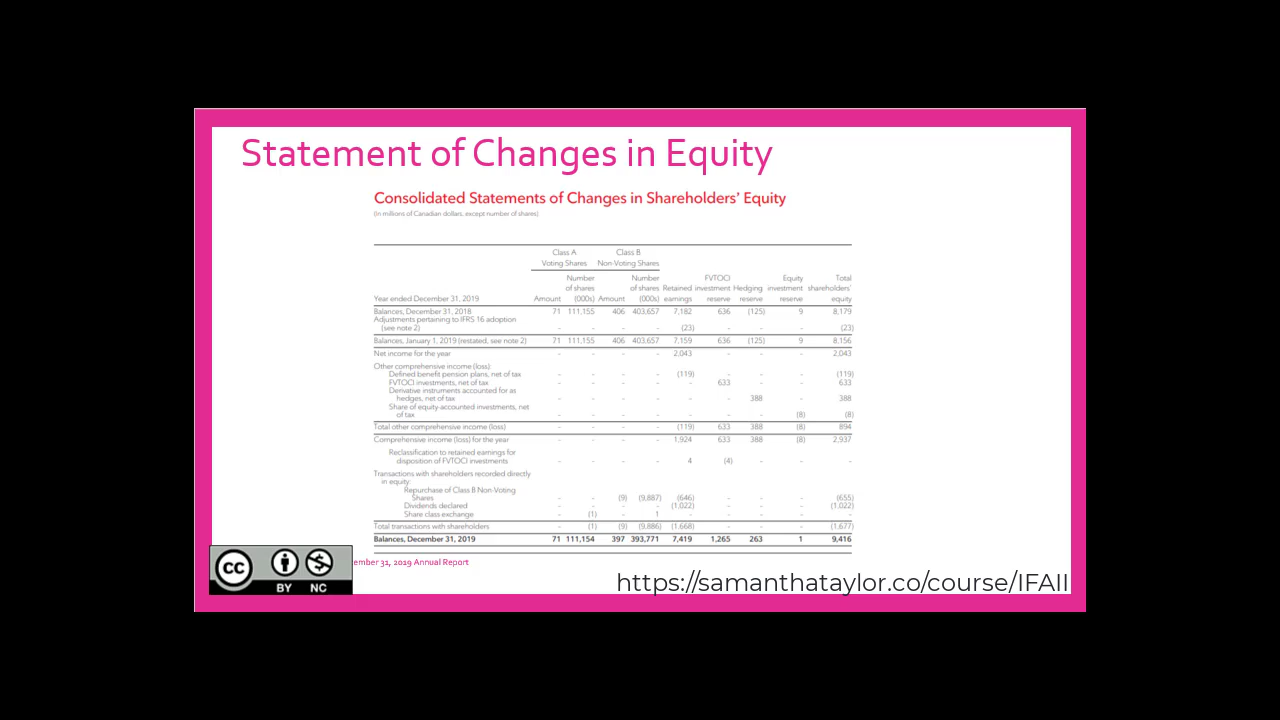 Statement of Changes in Equity
Consolidated Statements of Changes in Shareholders' Equity
(In millions of Canadian dollars, except number of shares)
Class A Class B
Voting Shares Non-Voting Shares
Number Number FVTOCI Equity Total
of shares of shares Retained investment Hedging investment shareholders'
Year ended December 31, 2019 Amount (000s) Amount (000s) earnings reserve reserve reserve equity
Balances, December 31, 2018 71 111,155 406 403,657 7,182 636 (125) 9 8,179
Adjustments pertaining to IFRS 16 adoption
(see note 2) - - - - (23) - - - (23)
Balances, January 1, 2019 (restated, see note 2) 71 111,155 406 403,657 7,159 636 (125) 9 8,156
Net income for the year - - - - 2,043 - - - 2,043
Other comprehensive income (loss):
Defined benefit pension plans, net of tax - - - - (119) - - - (119)
FVTOCI investments, net of tax - - - - - 633 - - 633
Derivative instruments accounted for as
hedges, net of tax - - - - - - 388 - 388
Share of equity-accounted investments, net
of tax - - - - - - - (8) (8)
Total other comprehensive income (loss) - - - - (119) 633 388 (8) 894
Comprehensive income (loss) for the year - - - - 1,924 633 388 (8) 2,937
Reclassification to retained earnings for
disposition of FVTOCI investments - - - - 4 (4) - - -
Transactions with shareholders recorded directly
in equity:
Repurchase of Class B Non-Voting
Shares - - (9) (9,887) (646) - - - (655)
Dividends declared - - - - (1,022) - - - (1,022)
Share class exchange - (1) - 1 - - - - -
Total transactions with shareholders - (1) (9) (9,886) (1,668) - - - (1,677)
Balances, December 31, 2019 71 111,154 397 393,771 7,419 1,265 263 1 9,416
ember 31, 2019 Annual Report
cc BY NC
https://samanthataylor.co/course/IFAII